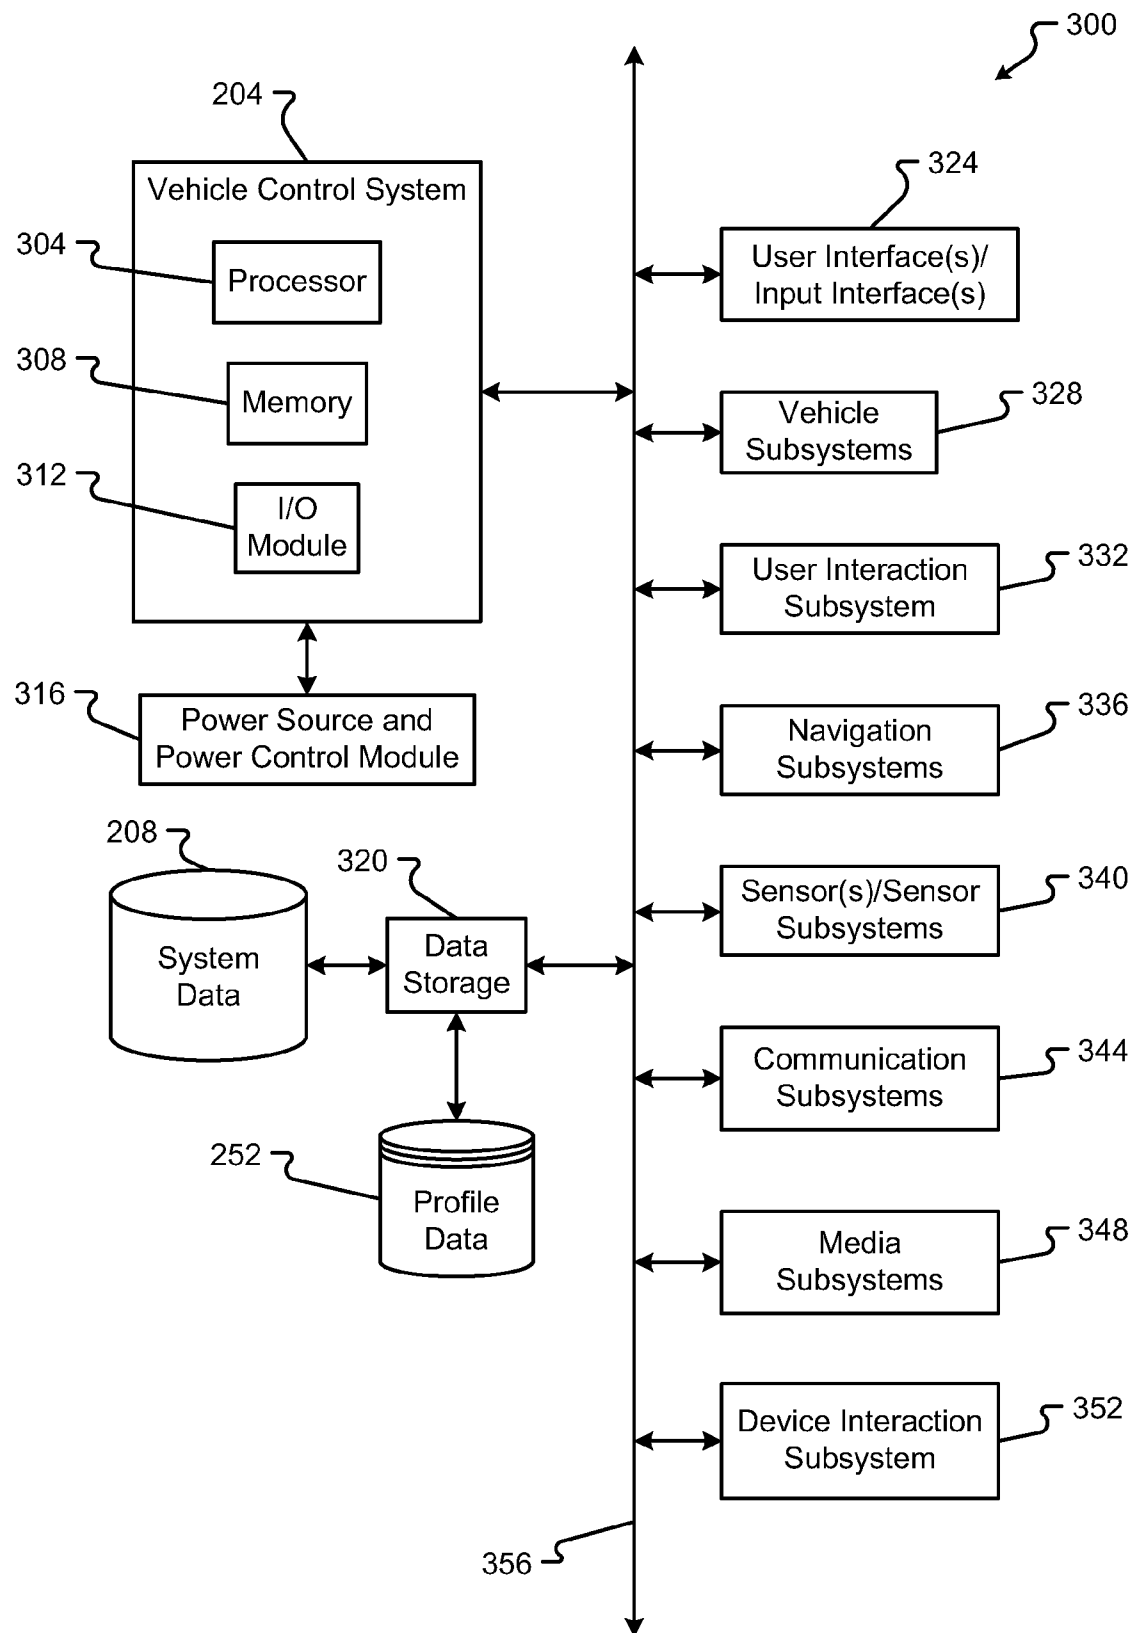 300
204
Vehicle Control System
304
Processor
308
Memory
312
I/O
Module
316
Power Source and
Power Control Module
208
System
Data
320
Data
Storage
252
Profile
Data
324
User Interface(s)/
Input Interface(s)
328
Vehicle
Subsystems
332
User Interaction
Subsystem
336
Navigation
Subsystems
340
Sensor(s)/Sensor
Subsystems
344
Communication
Subsystems
348
Media
Subsystems
352
Device Interaction
Subsystem
356